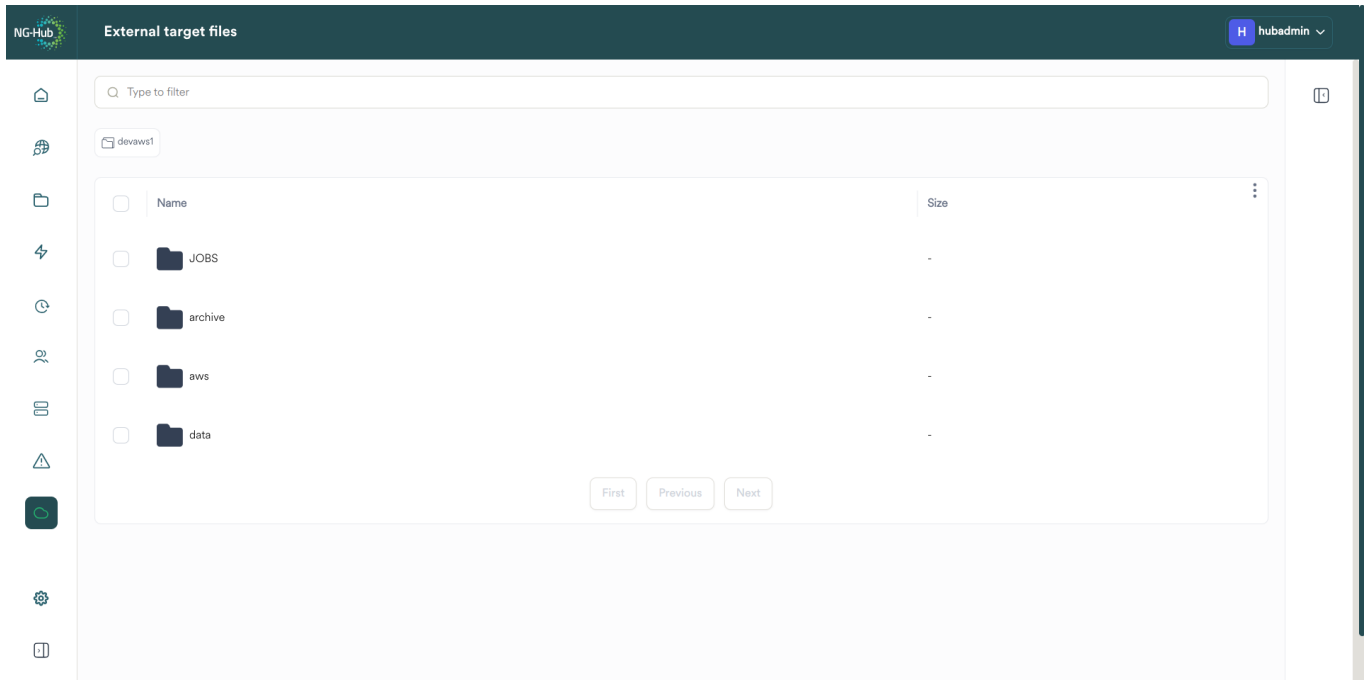 NG-Hub
External target files
H hubadmin
Type to filter
devaws1
Name Size
JOBS -
archive -
aws -
data -
First Previous Next